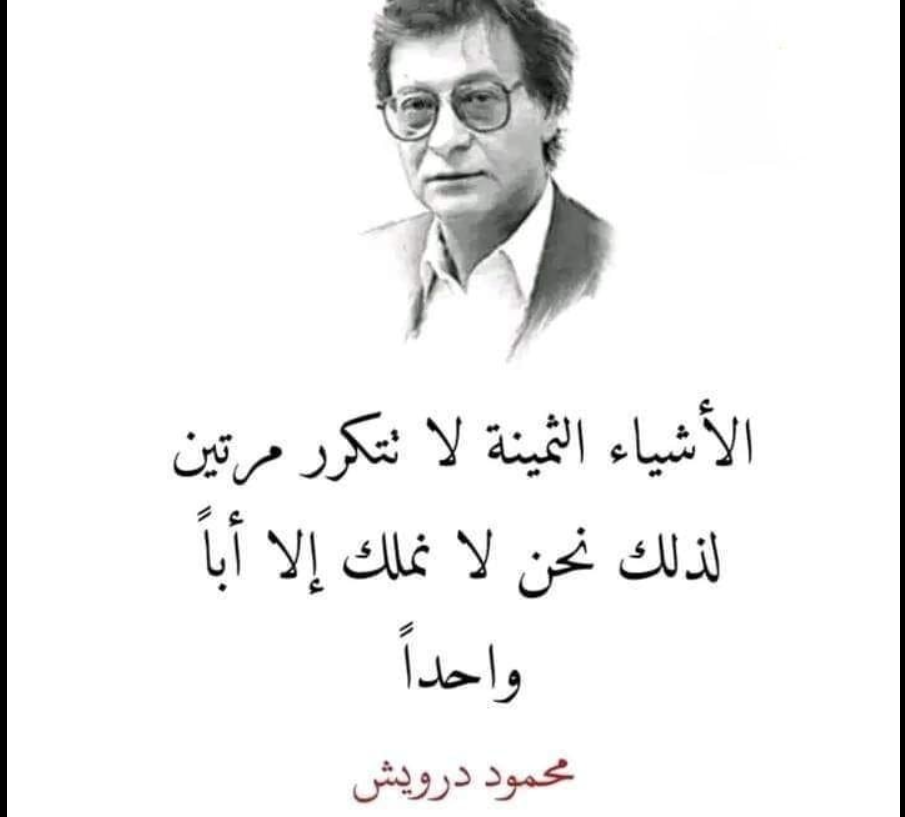 الأشياء الثمينة لا تتكرر مرتين
لذلك نحن لا نملك إلا أباً
واحداً
محمود درويش